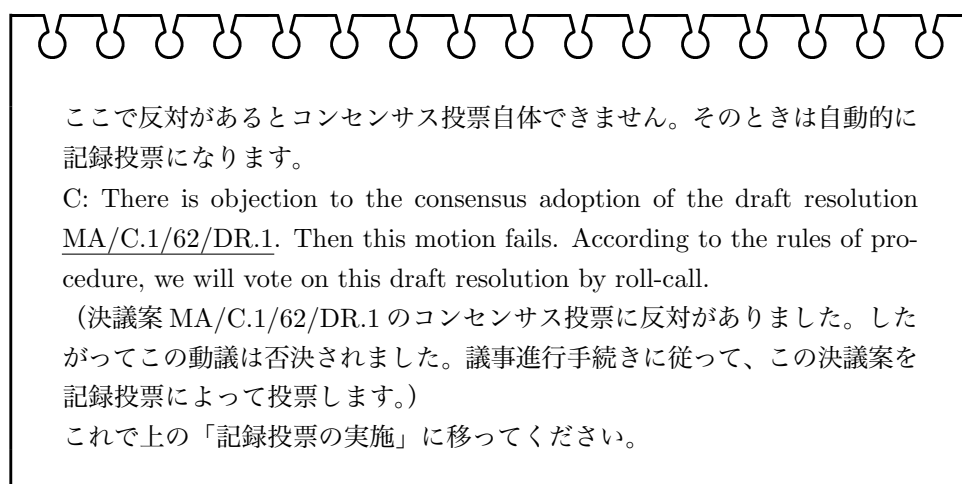 ここで反対があるとコンセンサス投票自体できません。そのときは自動的に
記録投票になります。
C: There is objection to the consensus adoption of the draft resolution
MA/C.1/62/DR.1. Then this motion fails. According to the rules of pro-
cedure, we will vote on this draft resolution by roll-call.
（決議案 MA/C.1/62/DR.1 のコンセンサス投票に反対がありました。した
がってこの動議は否決されました。議事進行手続きに従って、この決議案を
記録投票によって投票します。）
これで上の「記録投票の実施」に移ってください。